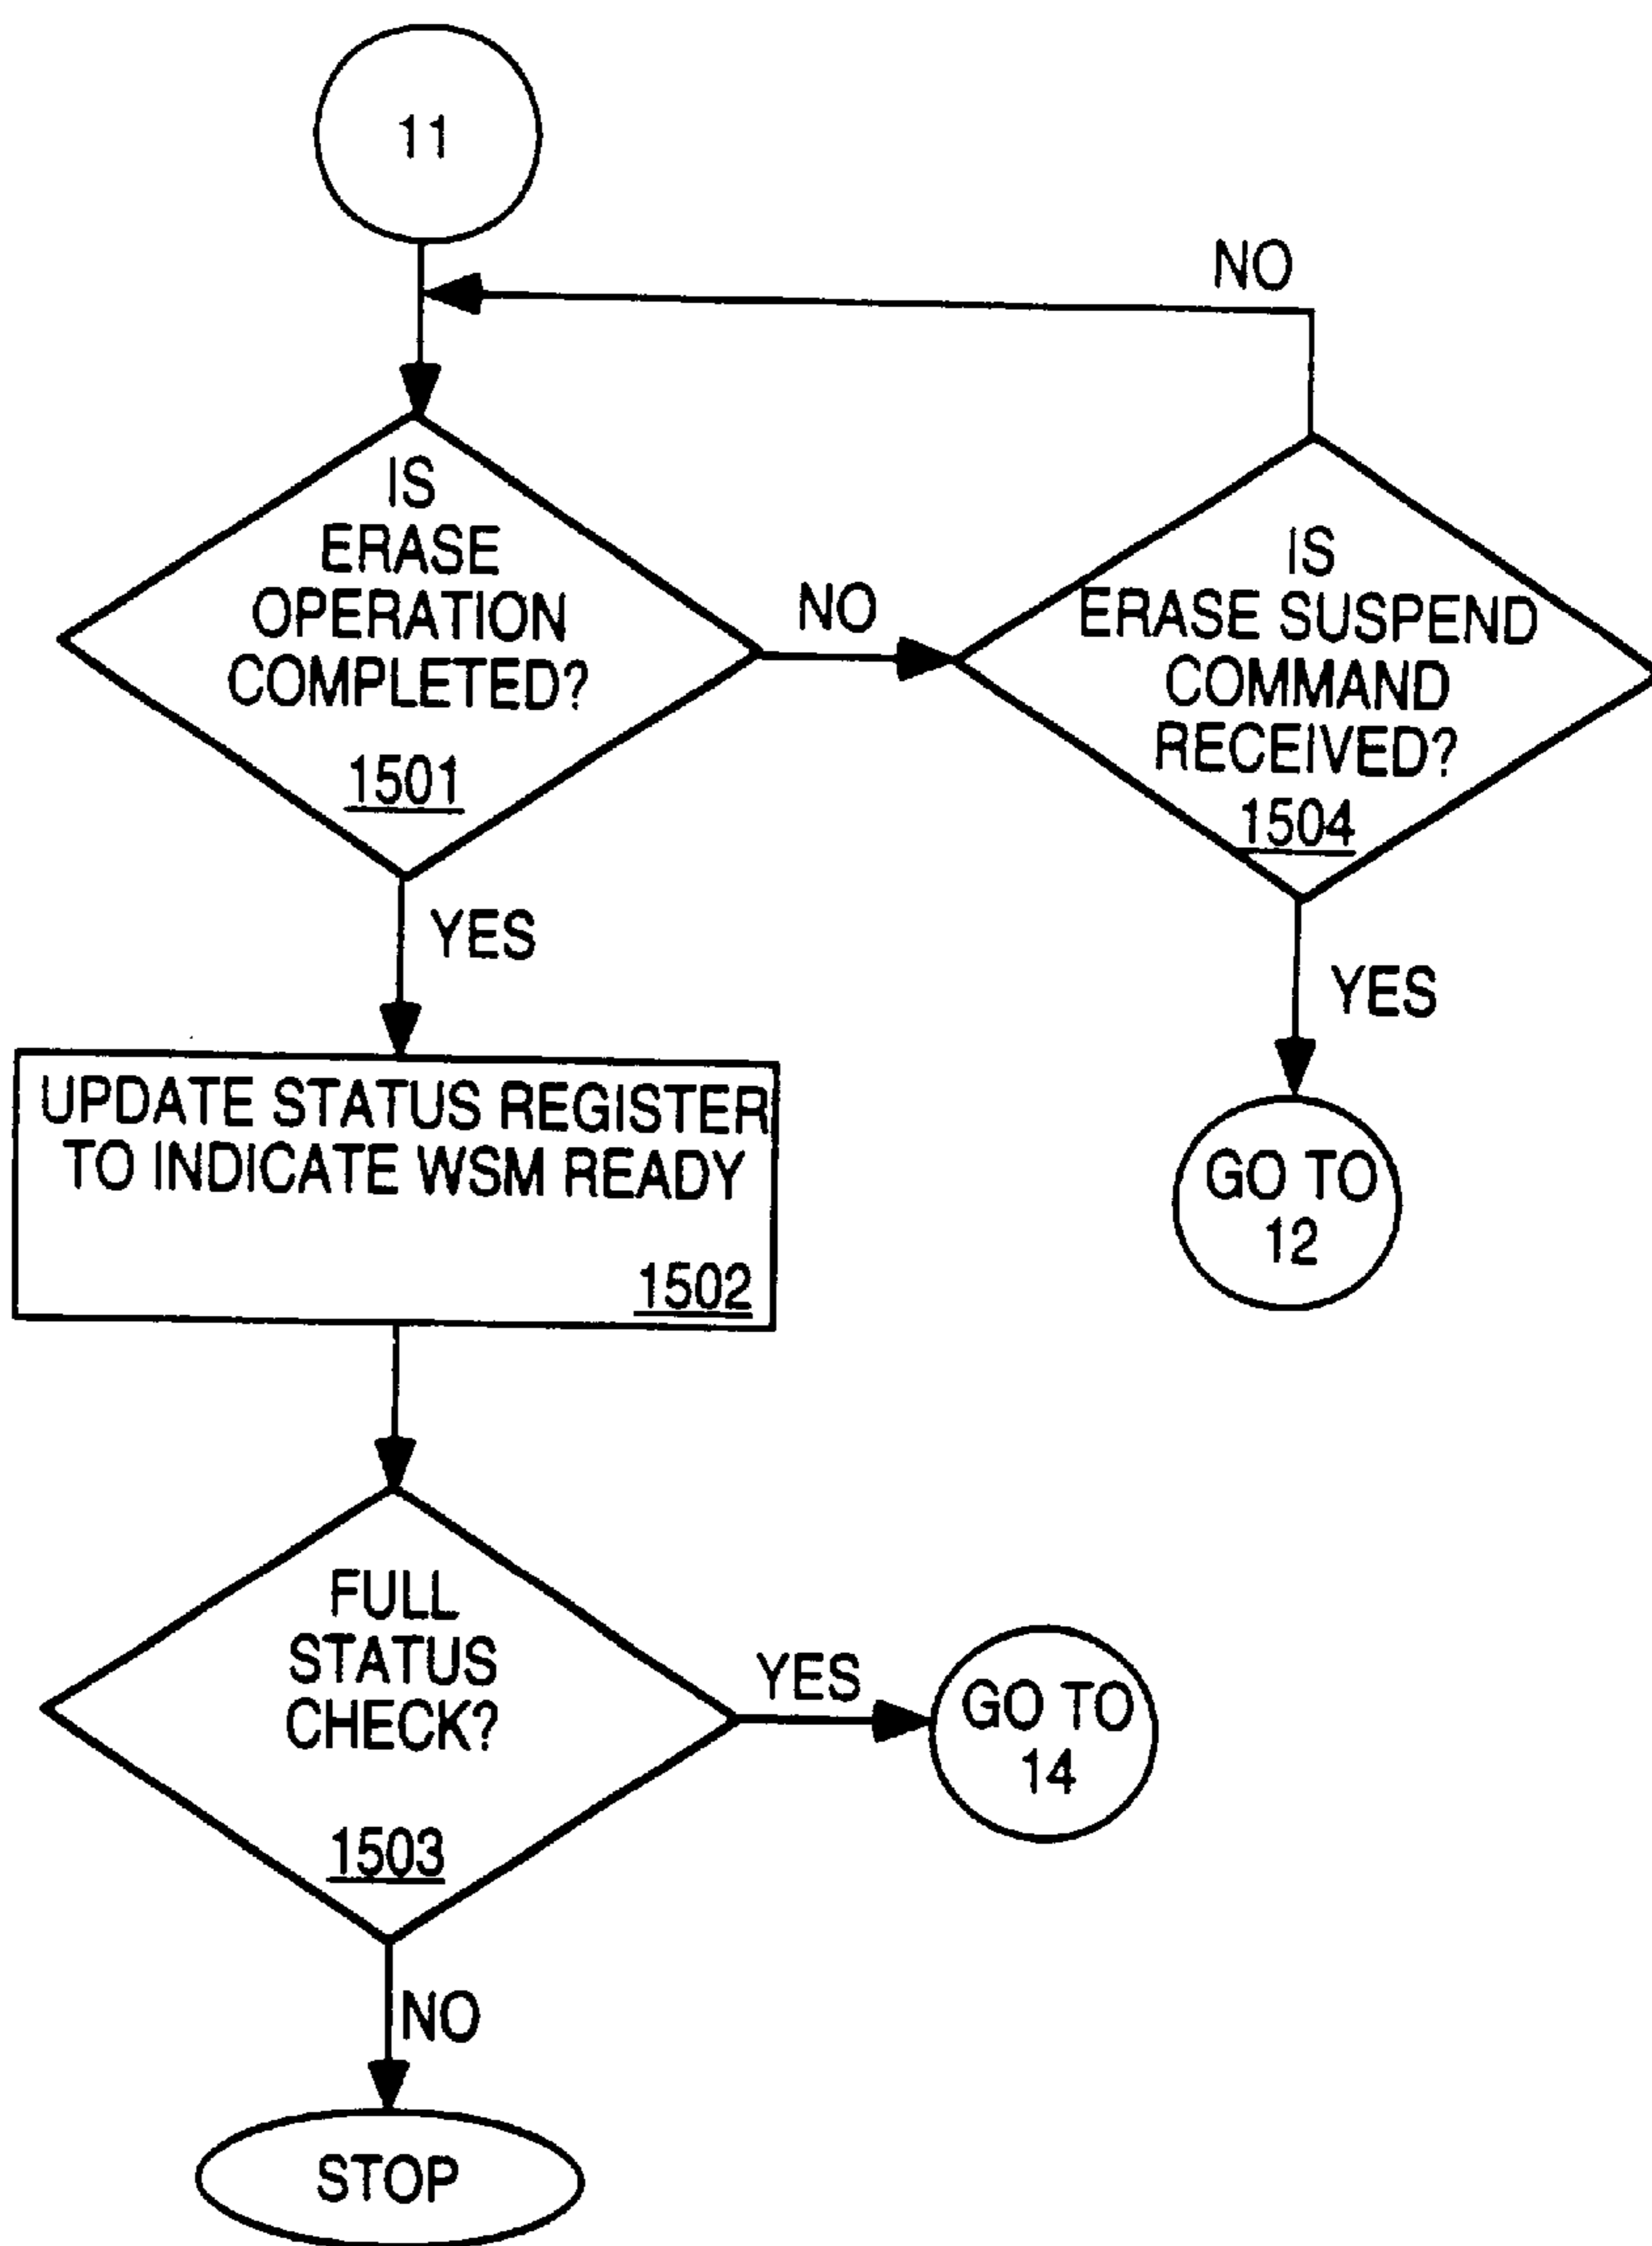 11
NO
IS
ERASE
OPERATION
COMPLETED?
1501
NO
IS
ERASE SUSPEND
COMMAND
RECEIVED?
1504
YES
YES
UPDATE STATUS REGISTER
TO INDICATE WSM READY
1502
GO TO
12
FULL
STATUS
CHECK?
1503
YES
GO TO
14
NO
STOP